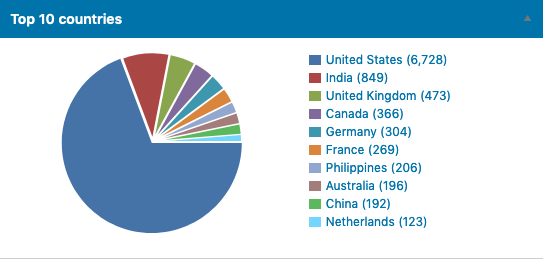 Top 10 countries
United States (6,728)
India (849)
United Kingdom (473)
Canada (366)
Germany (304)
France (269)
Philippines (206)
Australia (196)
China (192)
Netherlands (123)